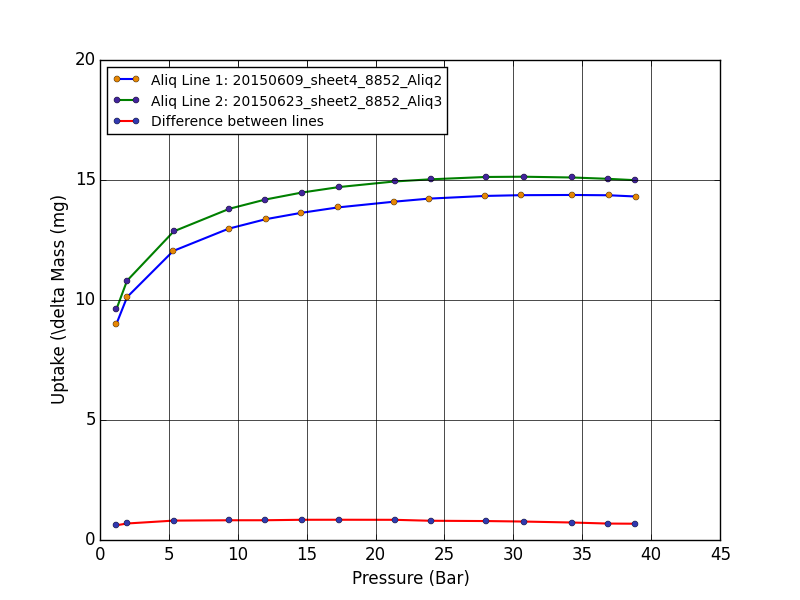 20
Aliq Line 1: 20150609_sheet4_8852_Aliq2
Aliq Line 2: 20150623_sheet2_8852_Aliq3
Difference between lines
15
10
5
0
Uptake (\delta Mass (mg)
0 5 10 15 20 25 30 35 40 45
Pressure (Bar)